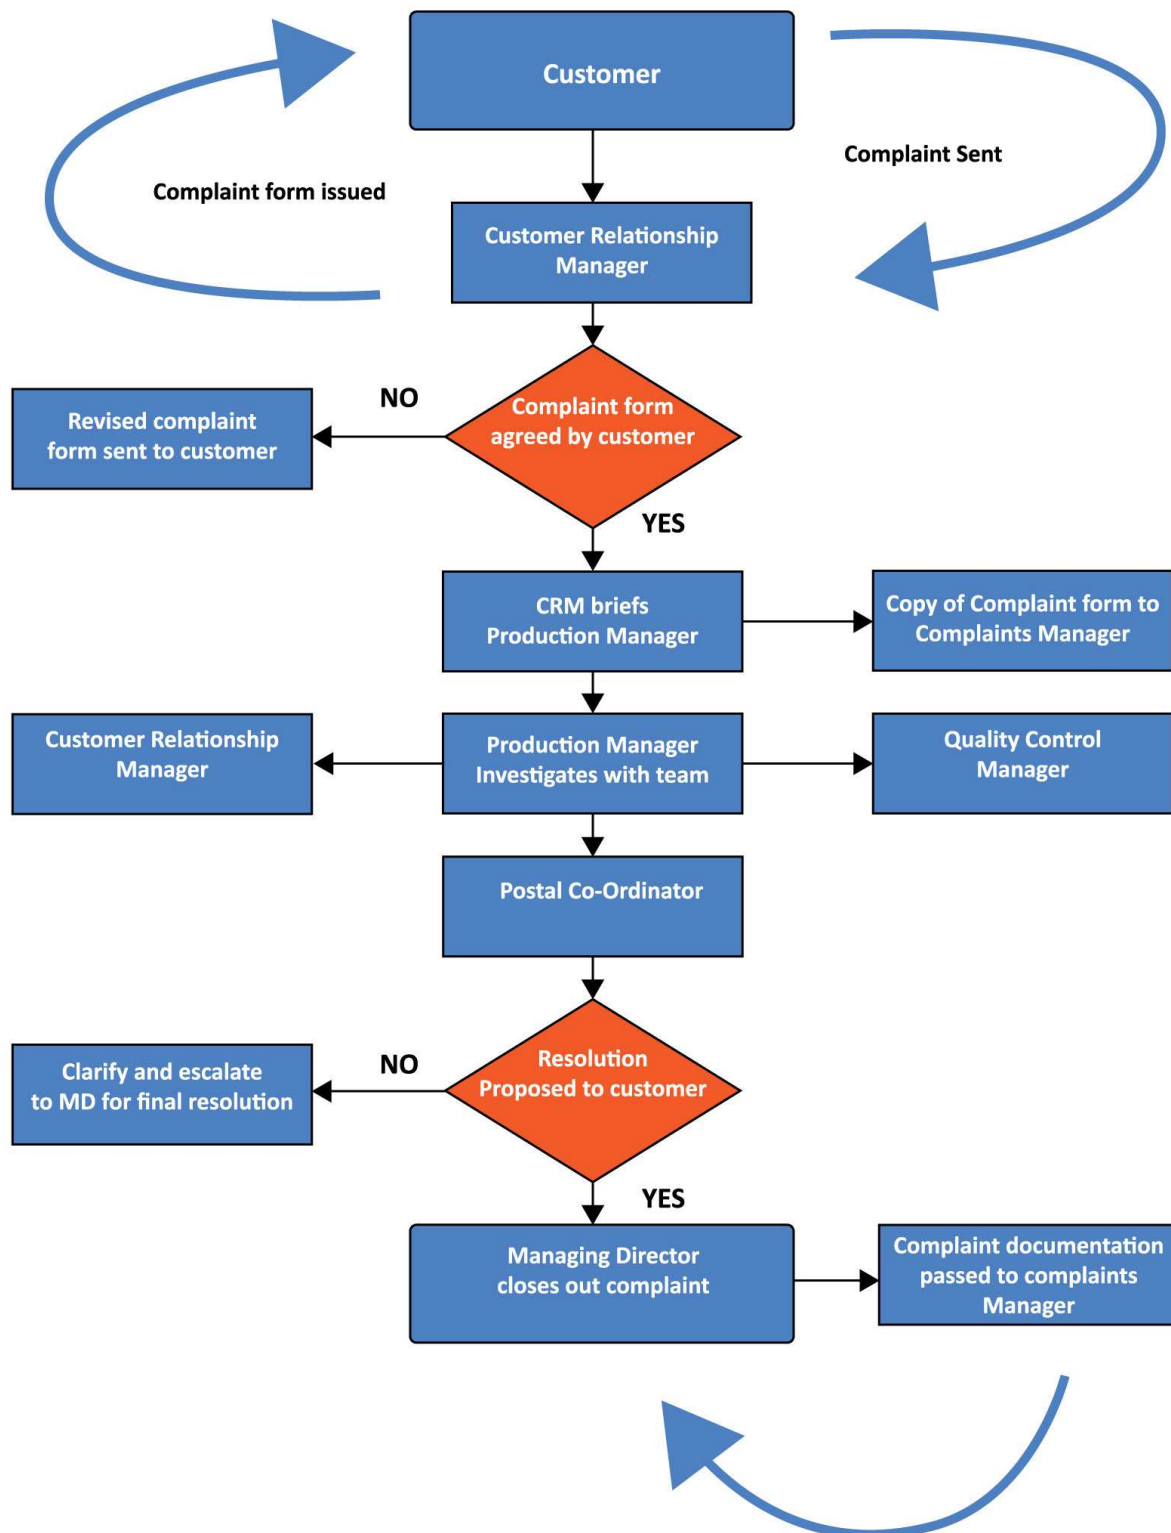 Customer
Complaint Sent
Complaint form issued
Customer Relationship
Manager
NO
Complaint form
agreed by customer
Revised complaint
form sent to customer
YES
CRM briefs
Production Manager
Copy of Complaint form to
Complaints Manager
Customer Relationship
Manager
Production Manager
Investigates with team
Quality Control
Manager
Postal Co-Ordinator
NO
Resolution
Proposed to customer
Clarify and escalate
to MD for final resolution
YES
Managing Director
closes out complaint
Complaint documentation
passed to complaints
Manager